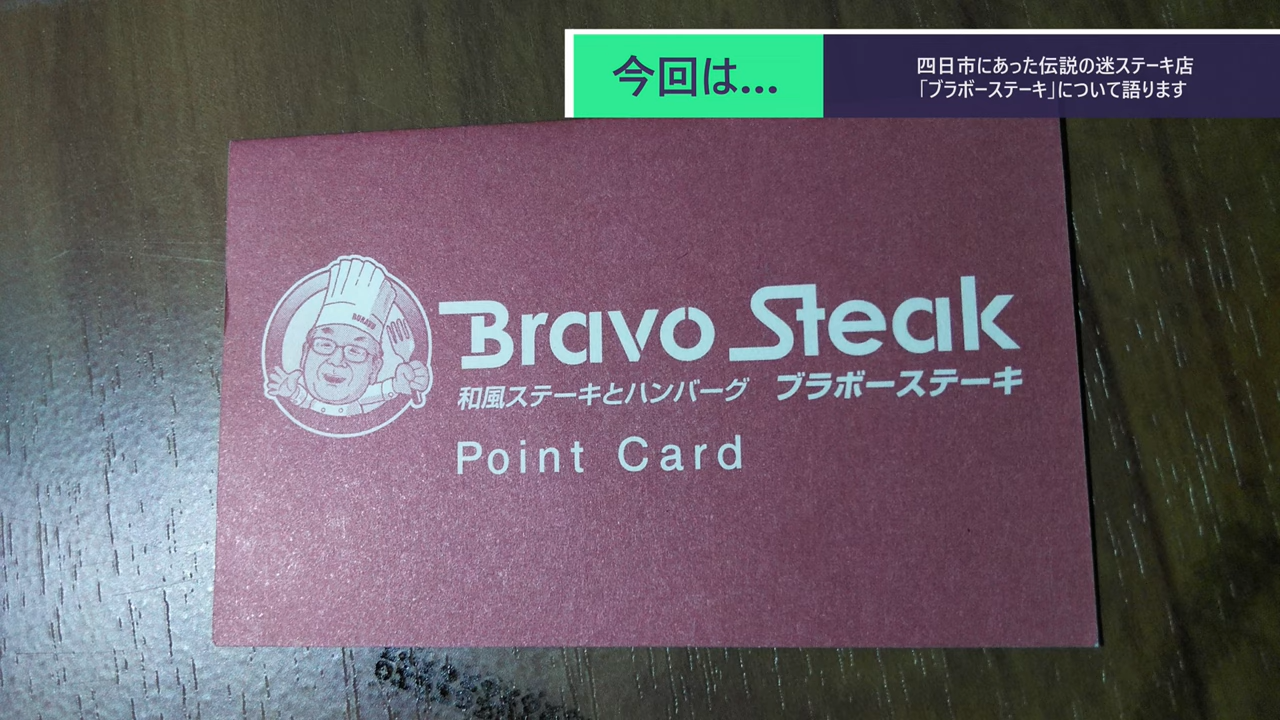 今回は...
四日市にあった伝説の迷ステーキ店
「ブラボーステーキ」について語ります
BRAVO
Bravo Steak
和風ステーキとハンバーグ ブラボーステーキ
Point Card